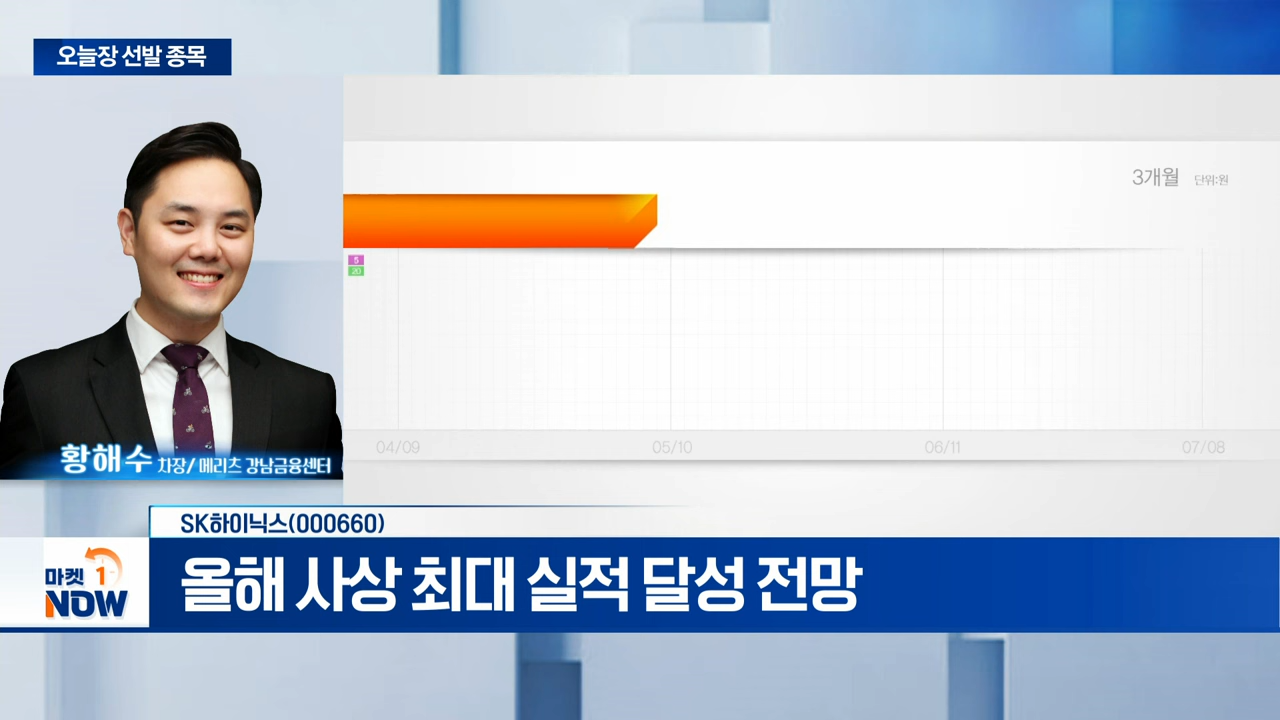 오늘장 선발 종목
3개월 단위:원
5
20
04/09 05/10 06/11 07/08
황해수 차장/ 메리츠 강남금융센터
SK하이닉스(000660)
마켓 1
NOW
올해 사상 최대 실적 달성 전망